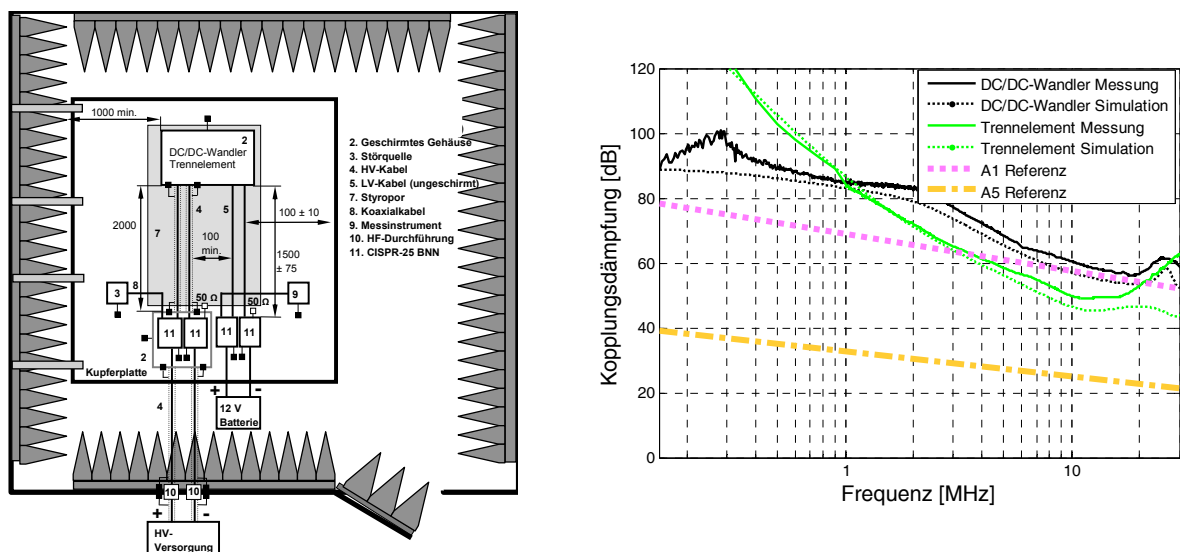 1000 min.
2
DC/DC-Wandler
Trennelement
2. Geschirmtes Gehäuse
3. Störquelle
4. HV-Kabel
5. LV-Kabel (ungeschirmt)
7. Styropor
8. Koaxialkabel
9. Messinstrument
10. HF-Durchführung
11. CISPR-25 BNN
4
5
100 ± 10
2000
7
100
min.
1500
± 75
8
3
50 Ω
50 Ω
9
11
11
11
11
2
Kupferplatte
4
+
-
12 V
Batterie
10
10
+
-
HV-
Versorgung
120
100
80
60
40
20
0
Kopplungsdämpfung [dB]
DC/DC-Wandler Messung
DC/DC-Wandler Simulation
Trennelement Messung
Trennelement Simulation
A1 Referenz
A5 Referenz
1
10
Frequenz [MHz]